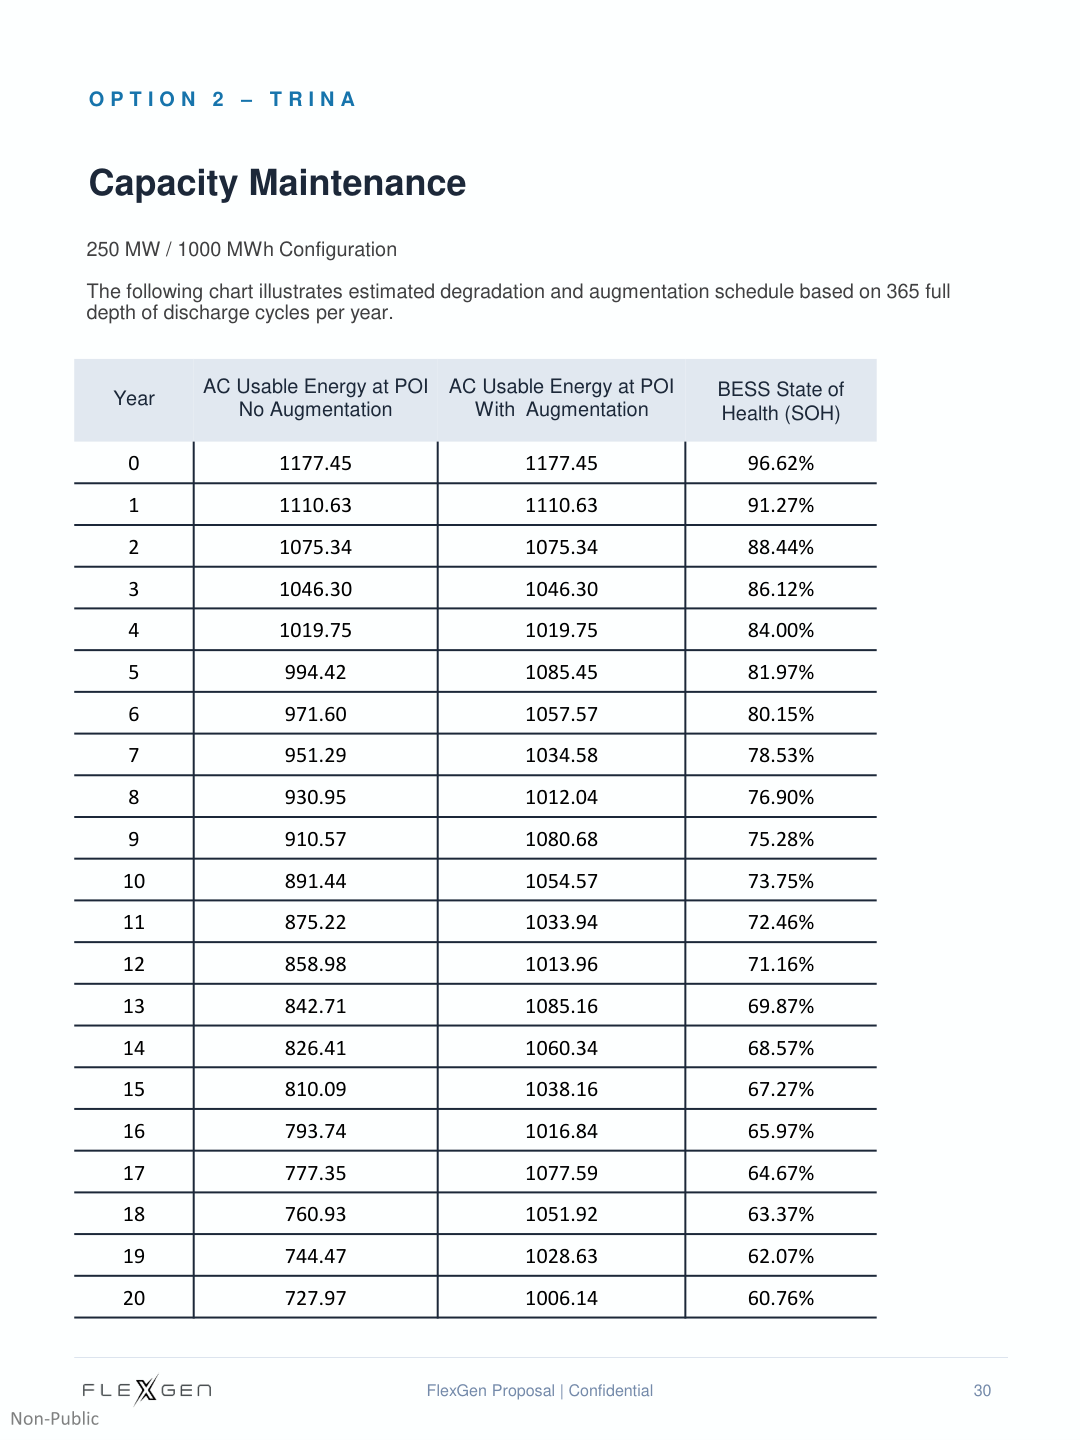 OPTION 2 – TRINA
Capacity Maintenance
250 MW / 1000 MWh Configuration
The following chart illustrates estimated degradation and augmentation schedule based on 365 full
depth of discharge cycles per year.
Year | AC Usable Energy at POI No Augmentation | AC Usable Energy at POI With Augmentation | BESS State of Health (SOH)
0 1177.45 1177.45 96.62%
1 1110.63 1110.63 91.27%
2 1075.34 1075.34 88.44%
3 1046.30 1046.30 86.12%
4 1019.75 1019.75 84.00%
5 994.42 1085.45 81.97%
6 971.60 1057.57 80.15%
7 951.29 1034.58 78.53%
8 930.95 1012.04 76.90%
9 910.57 1080.68 75.28%
10 891.44 1054.57 73.75%
11 875.22 1033.94 72.46%
12 858.98 1013.96 71.16%
13 842.71 1085.16 69.87%
14 826.41 1060.34 68.57%
15 810.09 1038.16 67.27%
16 793.74 1016.84 65.97%
17 777.35 1077.59 64.67%
18 760.93 1051.92 63.37%
19 744.47 1028.63 62.07%
20 727.97 1006.14 60.76%
FLEXGEN FlexGen Proposal | Confidential 30
Non-Public